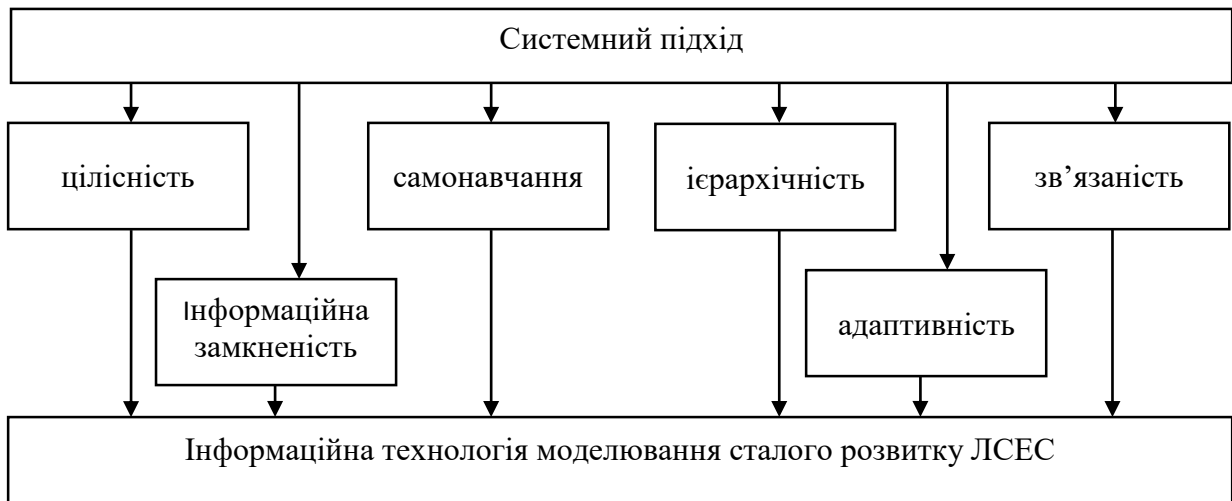 Системний підхід
цілісність
самонавчання
ієрархічність
зв’язаність
Інформаційна
замкненість
адаптивність
Інформаційна технологія моделювання сталого розвитку ЛСЕС